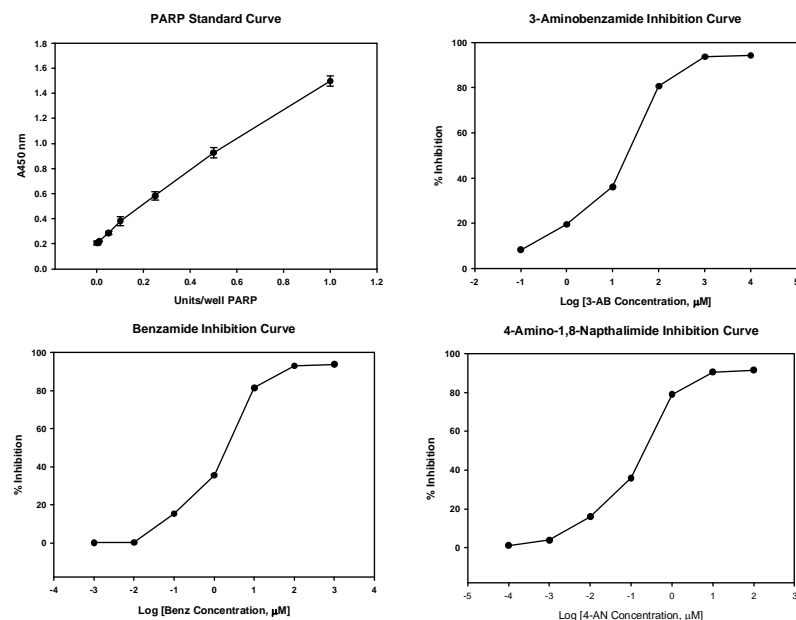 PARP Standard Curve
1.8
1.6
1.4
1.2
1.0
0.8
0.6
0.4
0.2
0.0
A450 nm
0.0 0.2 0.4 0.6 0.8 1.0 1.2
Units/well PARP
3-Aminobenzamide Inhibition Curve
100
80
60
40
20
0
% Inhibition
-2 -1 0 1 2 3 4 5
Log [3-AB Concentration, μM]
Benzamide Inhibition Curve
100
80
60
40
20
0
% Inhibition
-4 -3 -2 -1 0 1 2 3 4
Log [Benz Concentration, μM]
4-Amino-1,8-Napthalimide Inhibition Curve
100
80
60
40
20
0
% Inhibition
-5 -4 -3 -2 -1 0 1 2 3
Log [4-AN Concentration, μM]